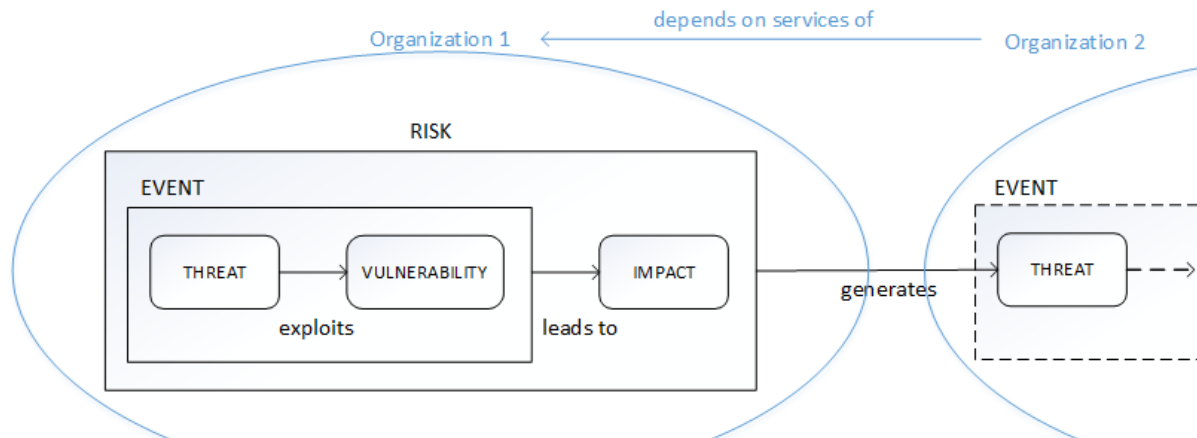 depends on services of
Organization 1
Organization 2
RISK
EVENT
EVENT
THREAT
VULNERABILITY
IMPACT
THREAT
generates
exploits
leads to